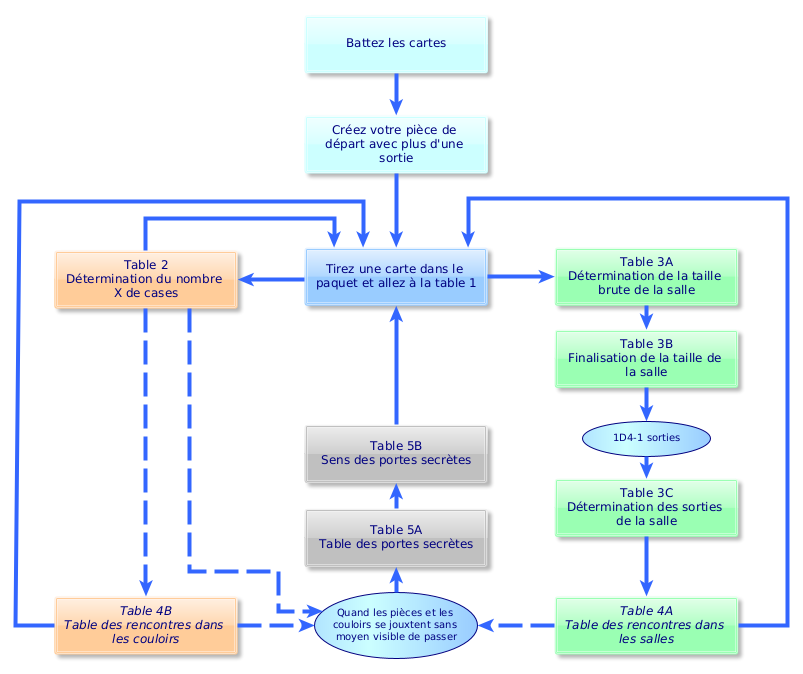 Battez les cartes
Créez votre pièce de
départ avec plus d'une
sortie
Table 2
Détermination du nombre
X de cases
Tirez une carte dans le
paquet et allez à la table 1
Table 3A
Détermination de la taille
brute de la salle
Table 3B
Finalisation de la taille de
la salle
1D4-1 sorties
Table 5B
Sens des portes secrètes
Table 3C
Détermination des sorties
de la salle
Table 5A
Table des portes secrètes
Table 4B
Table des rencontres dans
les couloirs
Quand les pièces et les
couloirs se jouxtent sans
moyen visible de passer
Table 4A
Table des rencontres dans
les salles